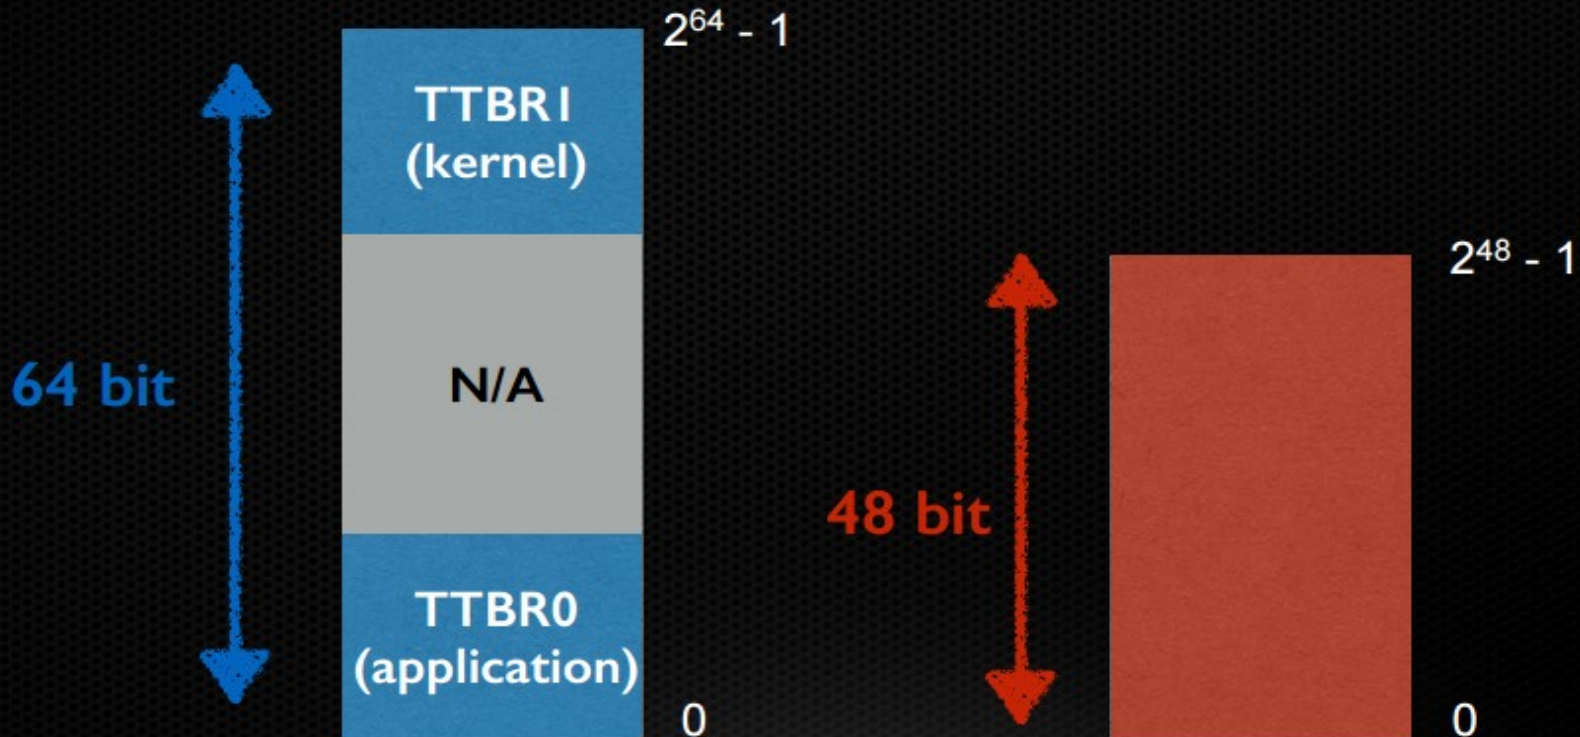 2⁶⁴ - 1
TTBR1
(kernel)
64 bit
N/A
TTBR0
(application)
0
2⁴⁸ - 1
48 bit
0